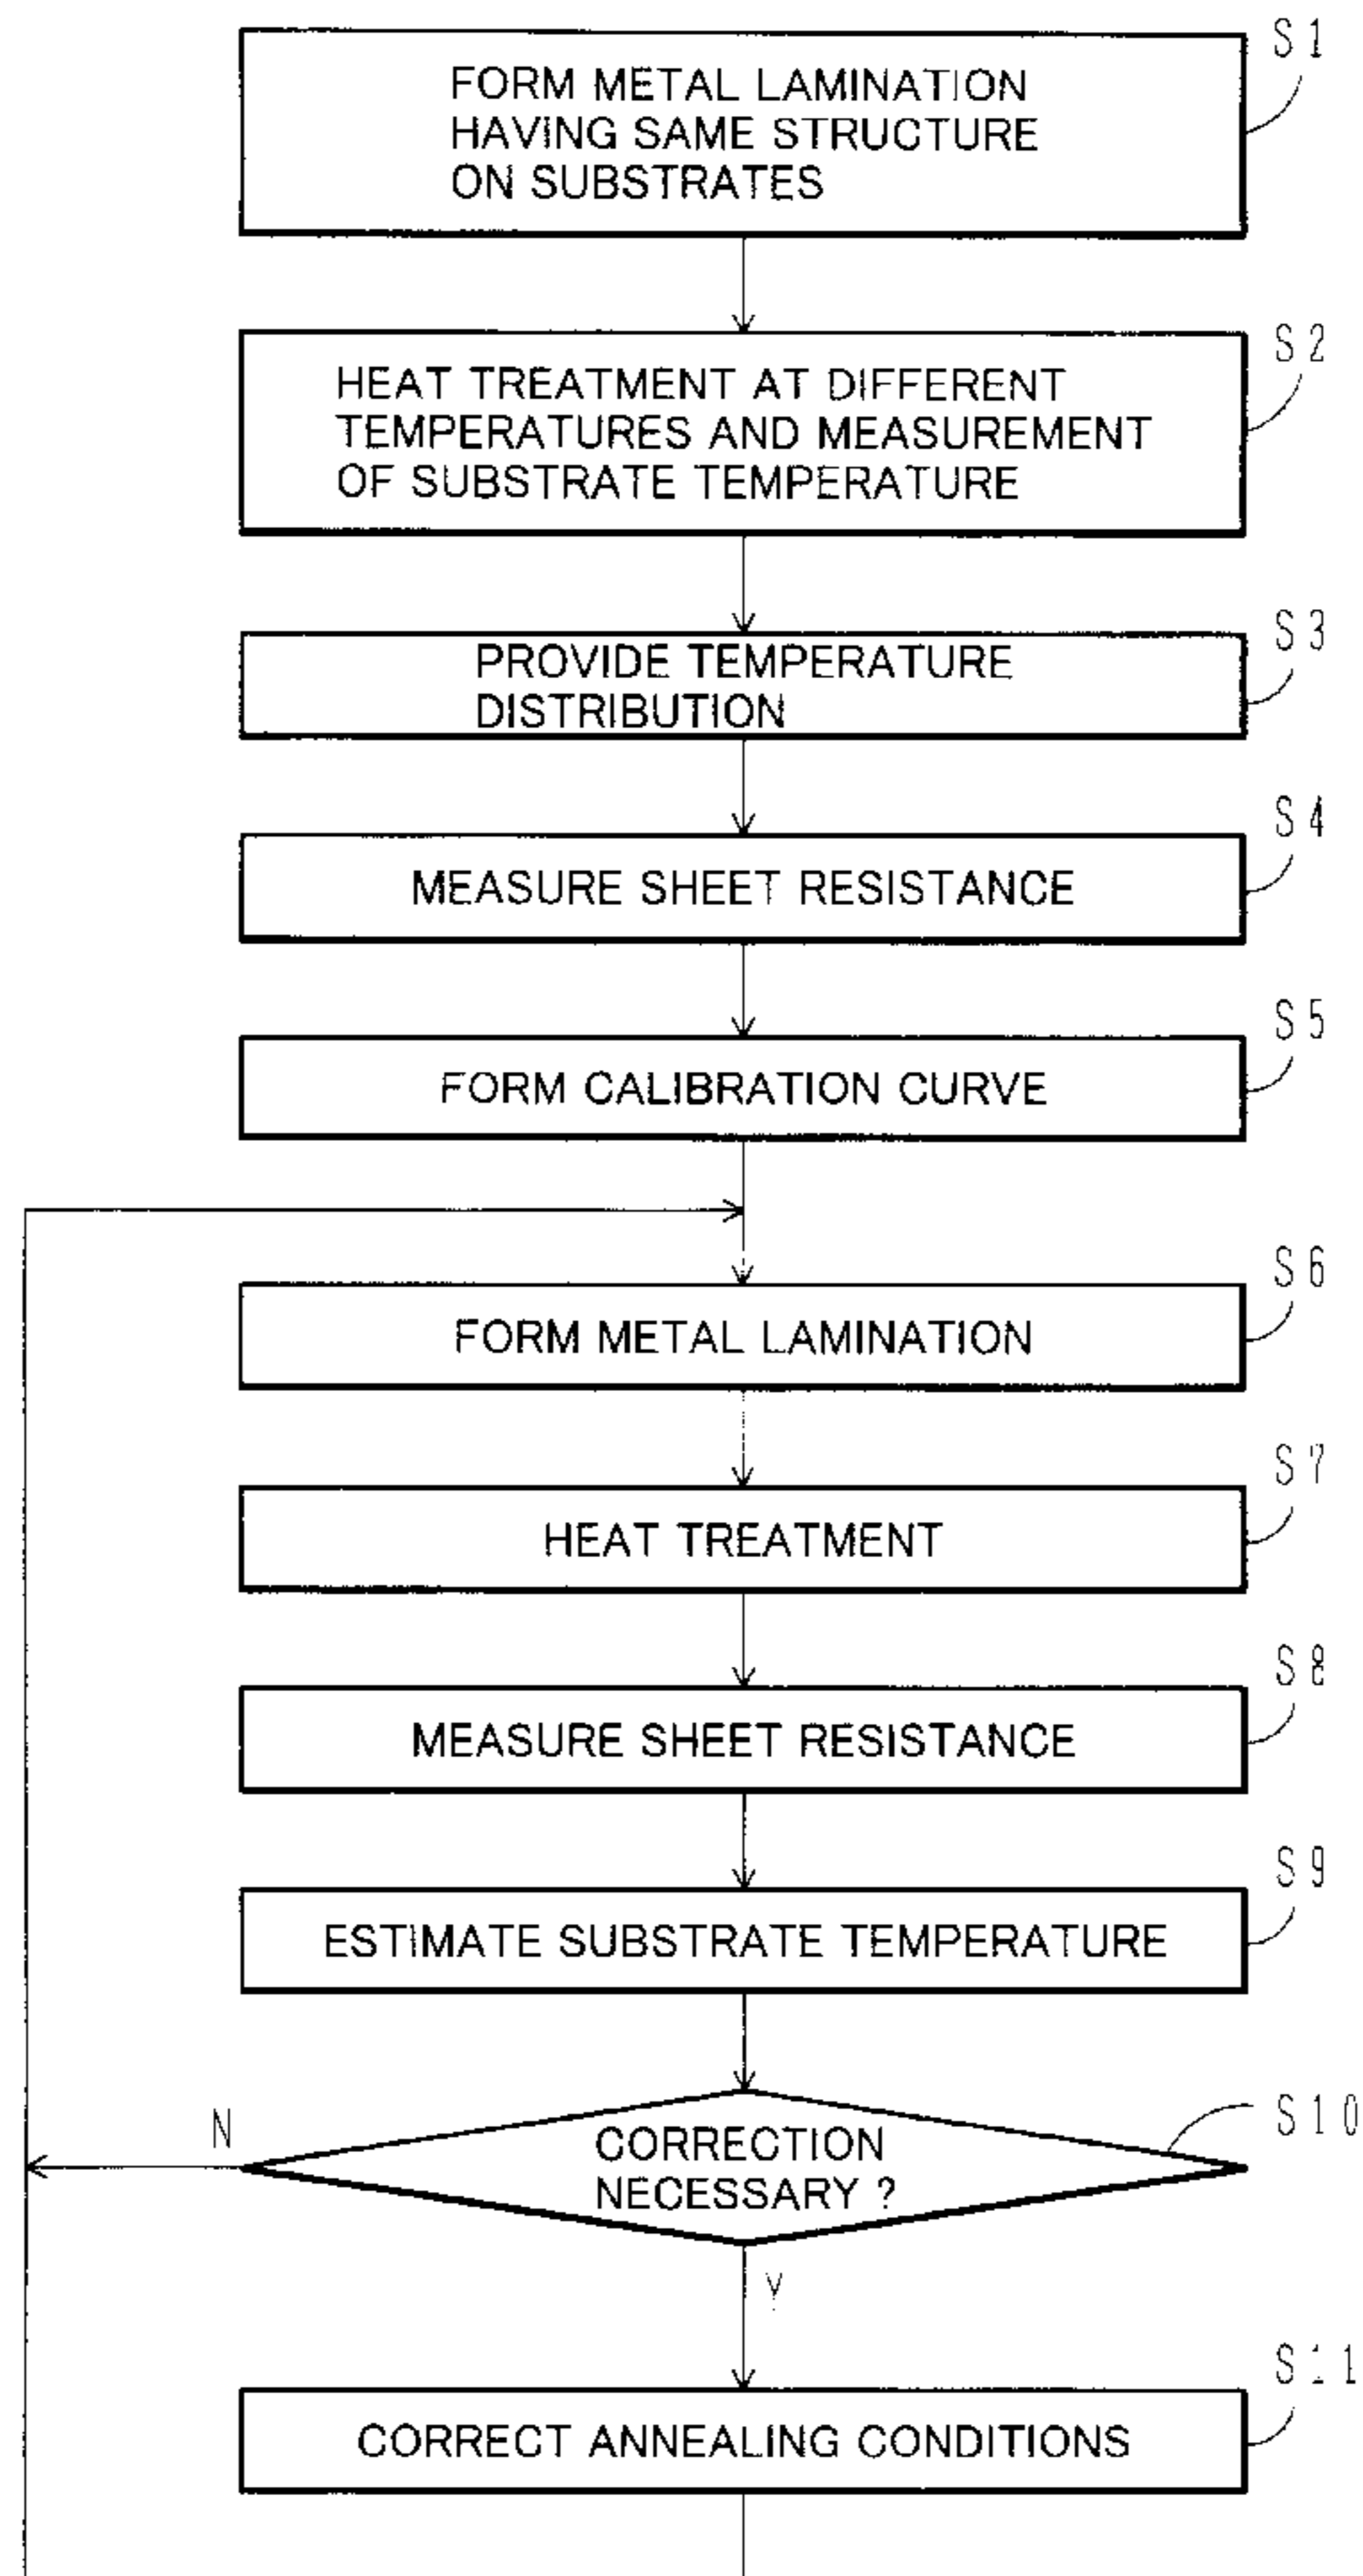 S1
FORM METAL LAMINATION
HAVING SAME STRUCTURE
ON SUBSTRATES
S2
HEAT TREATMENT AT DIFFERENT
TEMPERATURES AND MEASUREMENT
OF SUBSTRATE TEMPERATURE
S3
PROVIDE TEMPERATURE
DISTRIBUTION
S4
MEASURE SHEET RESISTANCE
S5
FORM CALIBRATION CURVE
S6
FORM METAL LAMINATION
S7
HEAT TREATMENT
S8
MEASURE SHEET RESISTANCE
S9
ESTIMATE SUBSTRATE TEMPERATURE
S10
N
CORRECTION
NECESSARY ?
Y
S11
CORRECT ANNEALING CONDITIONS